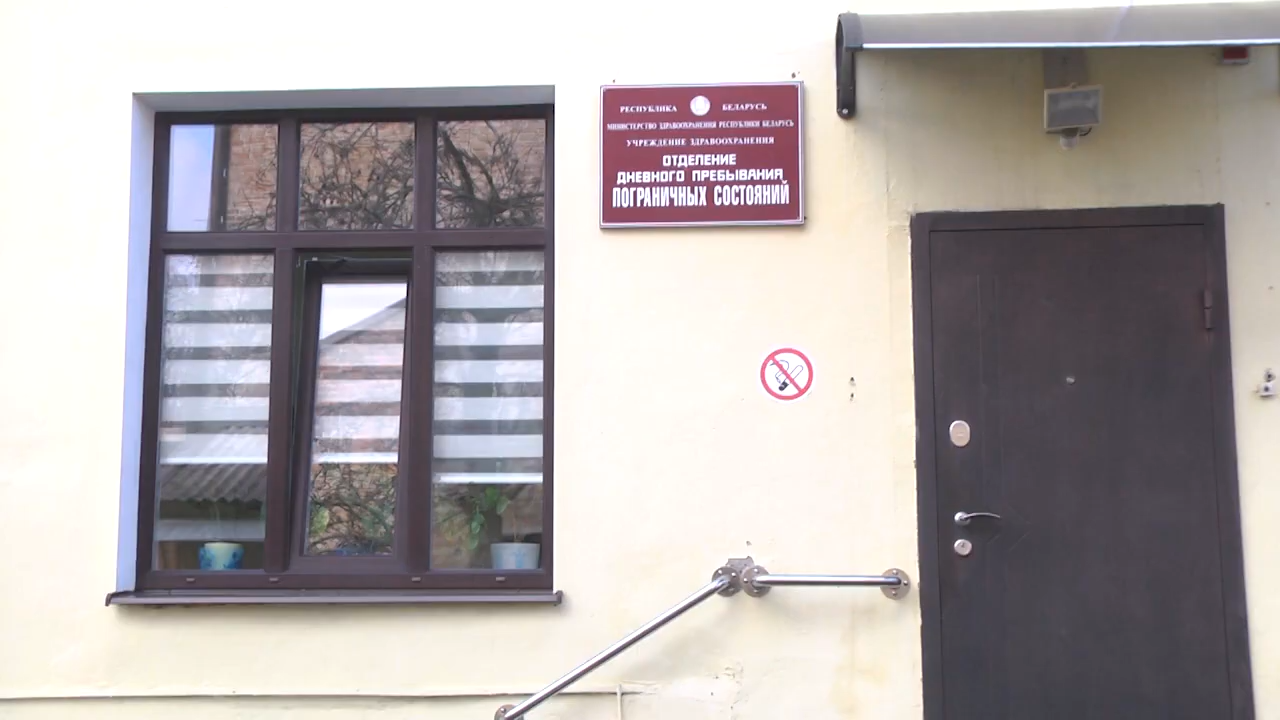 РЕСПУБЛИКА БЕЛАРУСЬ
МИНИСТЕРСТВО ЗДРАВООХРАНЕНИЯ РЕСПУБЛИКИ БЕЛАРУСЬ
УЧРЕЖДЕНИЕ ЗДРАВООХРАНЕНИЯ
ОТДЕЛЕНИЕ
ДНЕВНОГО ПРЕБЫВАНИЯ
ПОГРАНИЧНЫХ СОСТОЯНИЙ